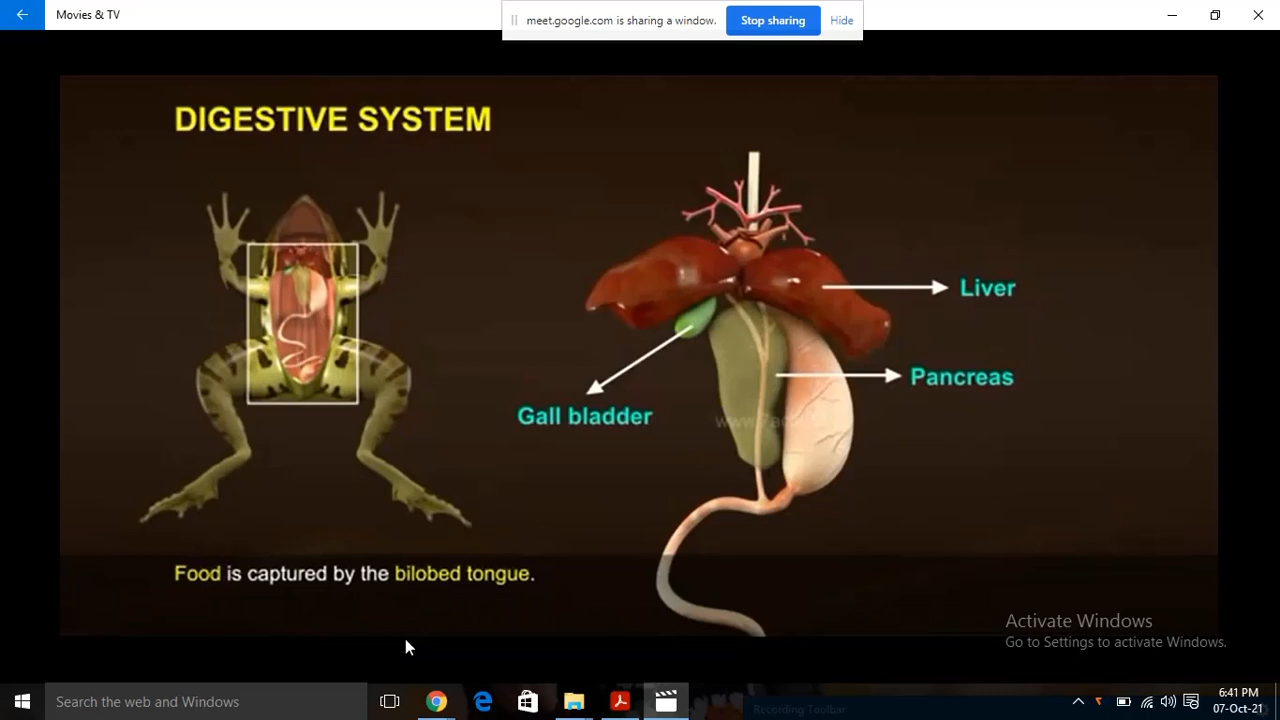 Movies & TV
meet.google.com is sharing a window.
Stop sharing
Hide
DIGESTIVE SYSTEM
Liver
Pancreas
Gall bladder
Food is captured by the bilobed tongue.
Activate Windows
Go to Settings to activate Windows.
Search the web and Windows
Recording Toolbar
6:41 PM
07-Oct-21